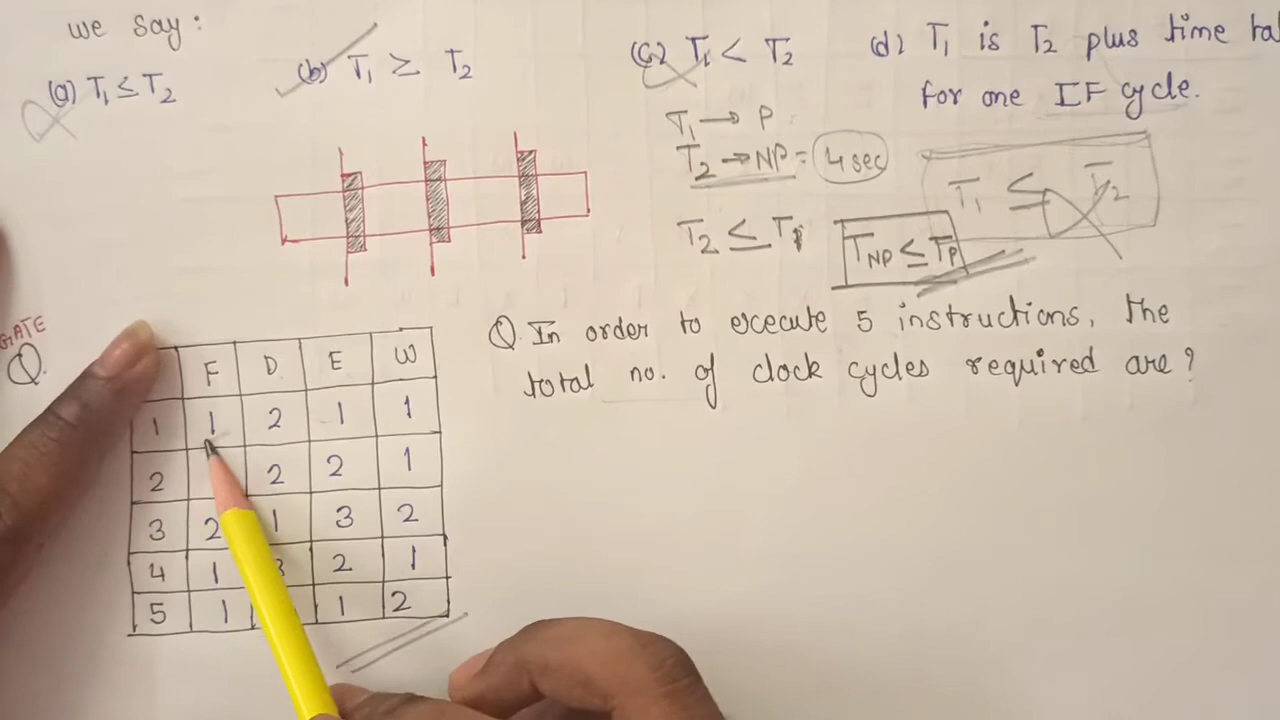 we say:
(a) T1 ≤ T2
(b) T1 ≥ T2
(c) T1 < T2
(d) T1 is T2 plus time
for one IF cycle.
T1 → P
T2 → NP = 4 sec
T1 ≤ T2
T2 ≤ T1
TNP ≤ TP
GATE
Q.
F D E W
1 1 2 1 1
2 2 2 1
3 2 1 3 2
4 1 2 1
5 1 1 2
Q. In order to execute 5 instructions, the
total no. of clock cycles required are?